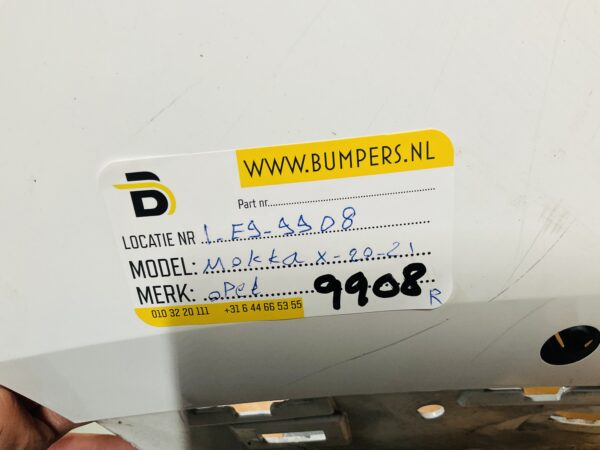 WWW.BUMPERS.NL
Part nr.
LOCATIE NR 1-E9-9908
MODEL: Mokka X-20-21
MERK: opel 9908 R
010 32 20 111 +31 6 44 66 53 55